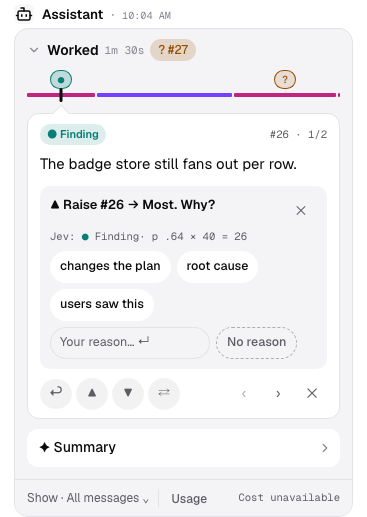 Assistant · 10:04 AM
Worked 1m 30s ? #27
?
Finding #26 · 1/2
The badge store still fans out per row.
▲ Raise #26 → Most. Why? ×
Jev: ● Finding· p .64 × 40 = 26
changes the plan root cause
users saw this
Your reason… ↵ No reason
↩ ▲ ▼ ⇄ ‹ › ×
✦ Summary ›
Show · All messages ⌄ Usage Cost unavailable